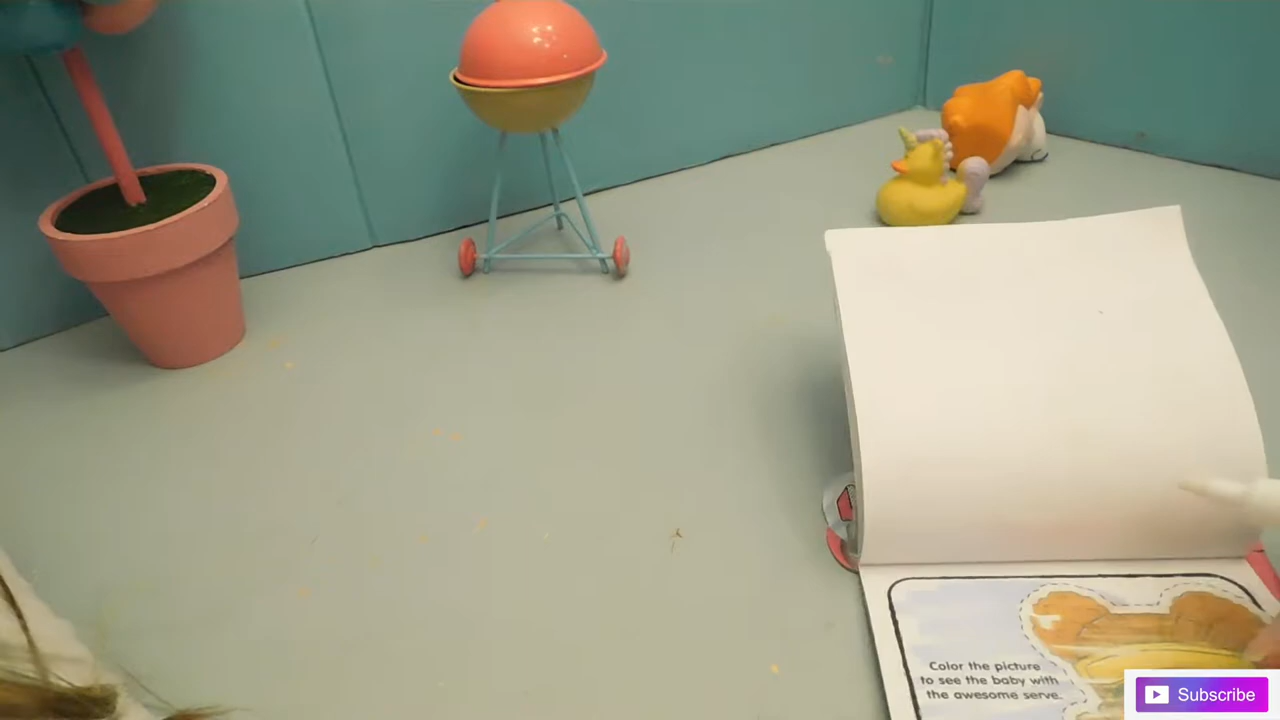 Color the picture
to see the baby with
the awesome serve.
Subscribe